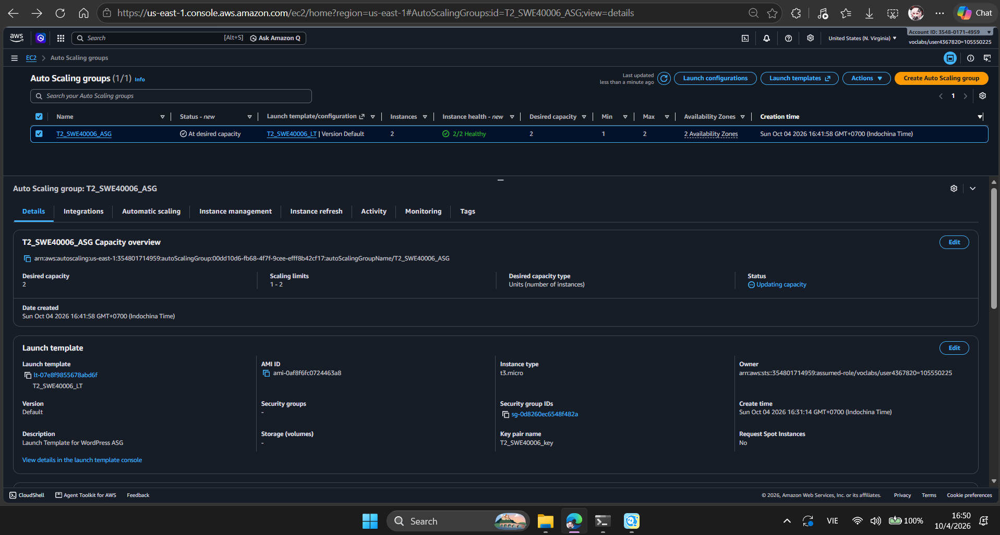 https://us-east-1.console.aws.amazon.com/ec2/home?region=us-east-1#AutoScalingGroups:id=T2_SWE40006_ASG;view=details
Chat
aws
Search
[Alt+S]
Ask Amazon Q
United States (N. Virginia)
Account ID: 3548-0171-4959
voclabs/user4367820=105550225
EC2
Auto Scaling groups
Auto Scaling groups (1/1) Info
Last updated
less than a minute ago
Launch configurations
Launch templates
Actions
Create Auto Scaling group
Search your Auto Scaling groups
1
Name Status - new Launch template/configuration Instances Instance health - new Desired capacity Min Max Availability Zones Creation time
T2_SWE40006_ASG At desired capacity T2_SWE40006_LT | Version Default 2 2/2 Healthy 2 1 2 2 Availability Zones Sun Oct 04 2026 16:41:58 GMT+0700 (Indochina Time)
Auto Scaling group: T2_SWE40006_ASG
Details Integrations Automatic scaling Instance management Instance refresh Activity Monitoring Tags
T2_SWE40006_ASG Capacity overview
Edit
arn:aws:autoscaling:us-east-1:354801714959:autoScalingGroup:00dd10d6-fb68-4f7f-9cee-efff8b42cf17:autoScalingGroupName/T2_SWE40006_ASG
Desired capacity
2
Scaling limits
1 - 2
Desired capacity type
Units (number of instances)
Status
Updating capacity
Date created
Sun Oct 04 2026 16:41:58 GMT+0700 (Indochina Time)
Launch template
Edit
Launch template
lt-07e8f9855678abd6f
T2_SWE40006_LT
AMI ID
ami-0af8f6fc0724463a8
Instance type
t3.micro
Owner
arn:aws:sts::354801714959:assumed-role/voclabs/user4367820=105550225
Version
Default
Security groups
-
Security group IDs
sg-0d8260ec6548f482a
Create time
Sun Oct 04 2026 16:31:14 GMT+0700 (Indochina Time)
Description
Launch Template for WordPress ASG
Storage (volumes)
-
Key pair name
T2_SWE40006_key
Request Spot Instances
No
View details in the launch template console
CloudShell
Agent Toolkit for AWS
Feedback
© 2026, Amazon Web Services, Inc. or its affiliates.
Privacy
Terms
Cookie preferences
Search
VIE
100%
16:50
10/4/2026